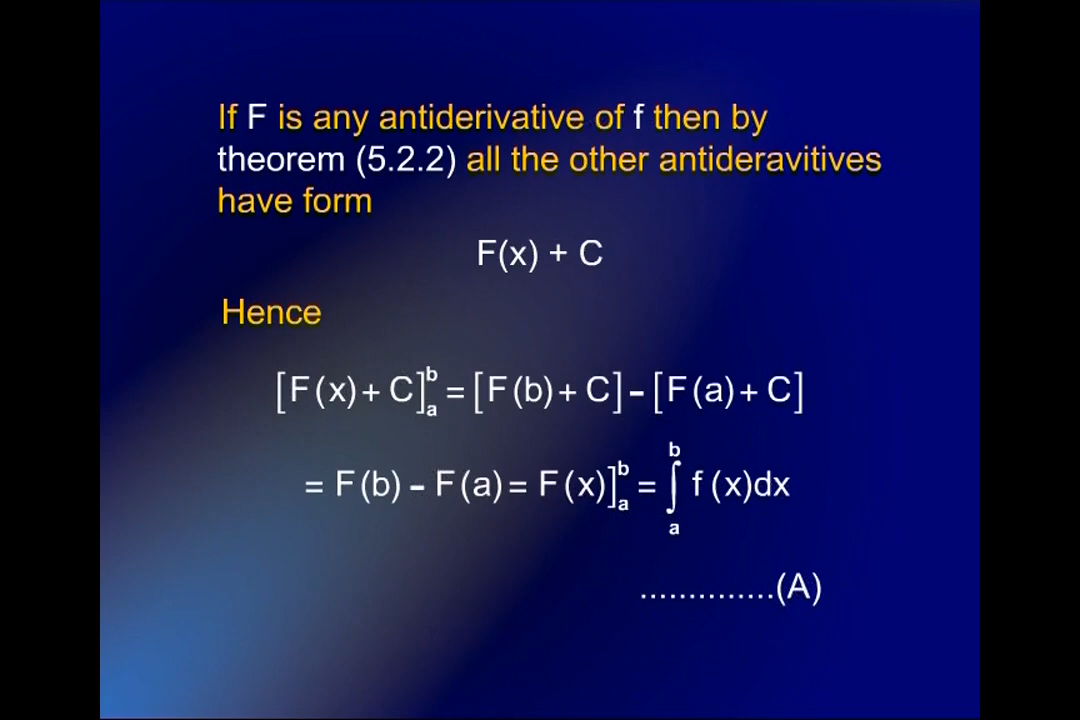 If F is any antiderivative of f then by
theorem (5.2.2) all the other antideravitives
have form
F(x) + C
Hence
[F(x) + C]ₐᵇ = [F(b) + C] - [F(a) + C]
= F(b) - F(a) = F(x)]ₐᵇ = ∫ₐᵇ f(x)dx
..............(A)